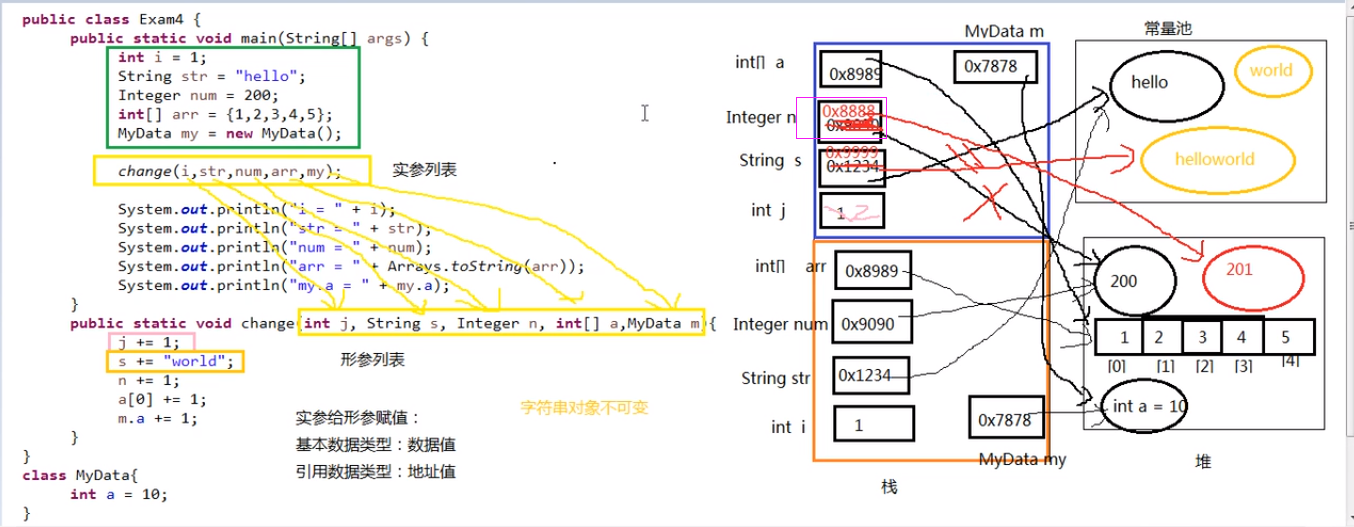 public class Exam4 {
public static void main(String[] args) {
int i = 1;
String str = "hello";
Integer num = 200;
int[] arr = {1,2,3,4,5};
MyData my = new MyData();
change(i,str,num,arr,my);
实参列表
System.out.println("i = " + i);
System.out.println("str = " + str);
System.out.println("num = " + num);
System.out.println("arr = " + Arrays.toString(arr));
System.out.println("my.a = " + my.a);
}
public static void change(int j, String s, Integer n, int[] a,MyData m){
j += 1;
s += "world";
n += 1;
a[0] += 1;
m.a += 1;
}
}
class MyData{
int a = 10;
}
形参列表
实参给形参赋值：
基本数据类型：数据值
引用数据类型：地址值
字符串对象不可变
MyData m
int[] a
0x8989
0x7878
Integer n
0x8888
String s
0x9999
0x1234
int j
1 2
int[] arr
0x8989
Integer num
0x9090
String str
0x1234
int i
1
0x7878
MyData my
栈
常量池
hello
world
helloworld
200
201
1 2 3 4 5
[0] [1] [2] [3] [4]
int a = 10
堆